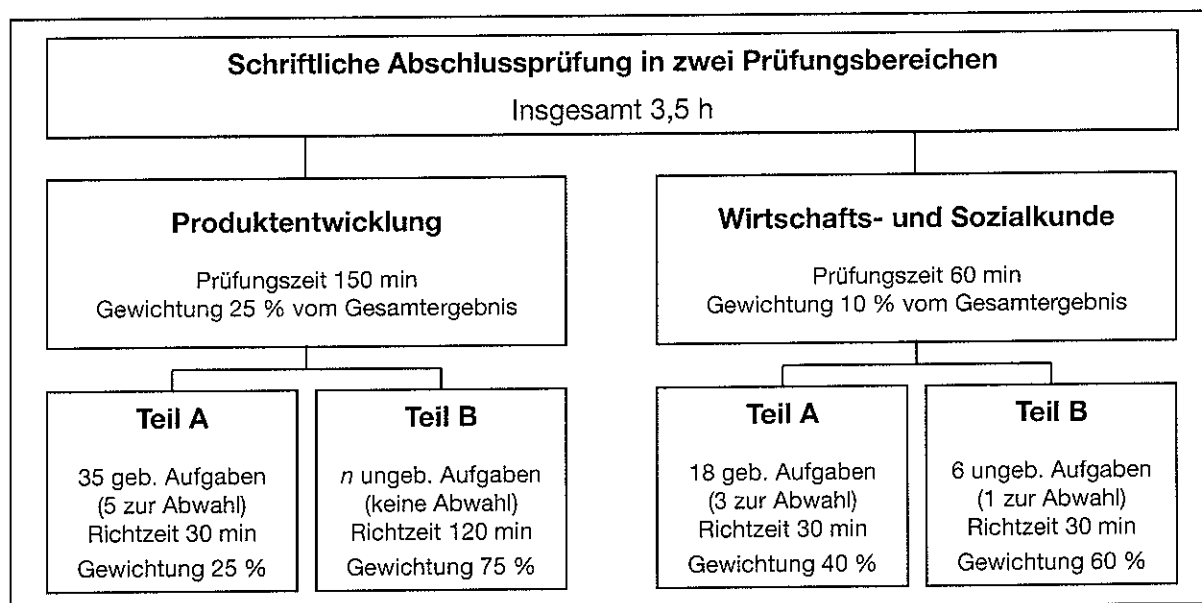 Schriftliche Abschlussprüfung in zwei Prüfungsbereichen
Insgesamt 3,5 h
Produktentwicklung
Prüfungszeit 150 min
Gewichtung 25 % vom Gesamtergebnis
Wirtschafts- und Sozialkunde
Prüfungszeit 60 min
Gewichtung 10 % vom Gesamtergebnis
Teil A
35 geb. Aufgaben
(5 zur Abwahl)
Richtzeit 30 min
Gewichtung 25 %
Teil B
n ungeb. Aufgaben
(keine Abwahl)
Richtzeit 120 min
Gewichtung 75 %
Teil A
18 geb. Aufgaben
(3 zur Abwahl)
Richtzeit 30 min
Gewichtung 40 %
Teil B
6 ungeb. Aufgaben
(1 zur Abwahl)
Richtzeit 30 min
Gewichtung 60 %